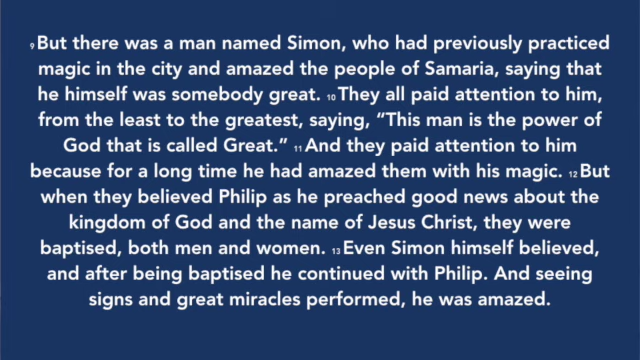 9 But there was a man named Simon, who had previously practiced
magic in the city and amazed the people of Samaria, saying that
he himself was somebody great. 10 They all paid attention to him,
from the least to the greatest, saying, “This man is the power of
God that is called Great.” 11 And they paid attention to him
because for a long time he had amazed them with his magic. 12 But
when they believed Philip as he preached good news about the
kingdom of God and the name of Jesus Christ, they were
baptised, both men and women. 13 Even Simon himself believed,
and after being baptised he continued with Philip. And seeing
signs and great miracles performed, he was amazed.